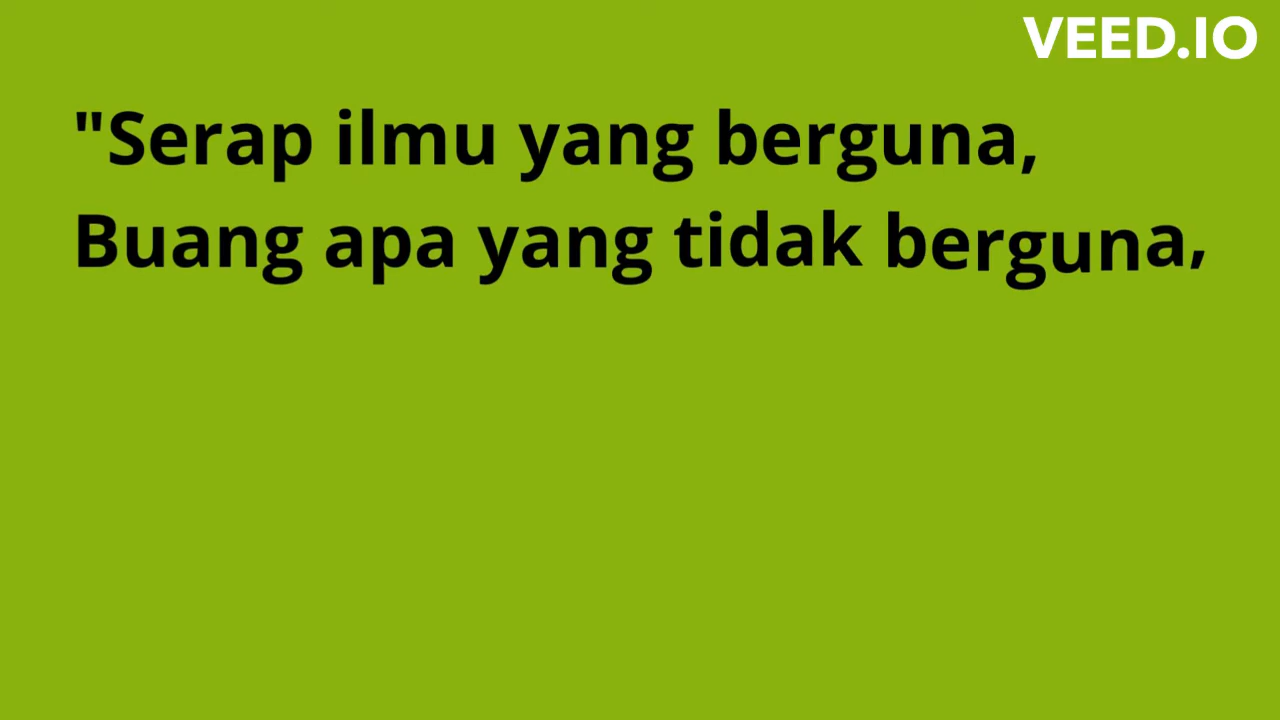 VEED.IO
"Serap ilmu yang berguna,
Buang apa yang tidak berguna,